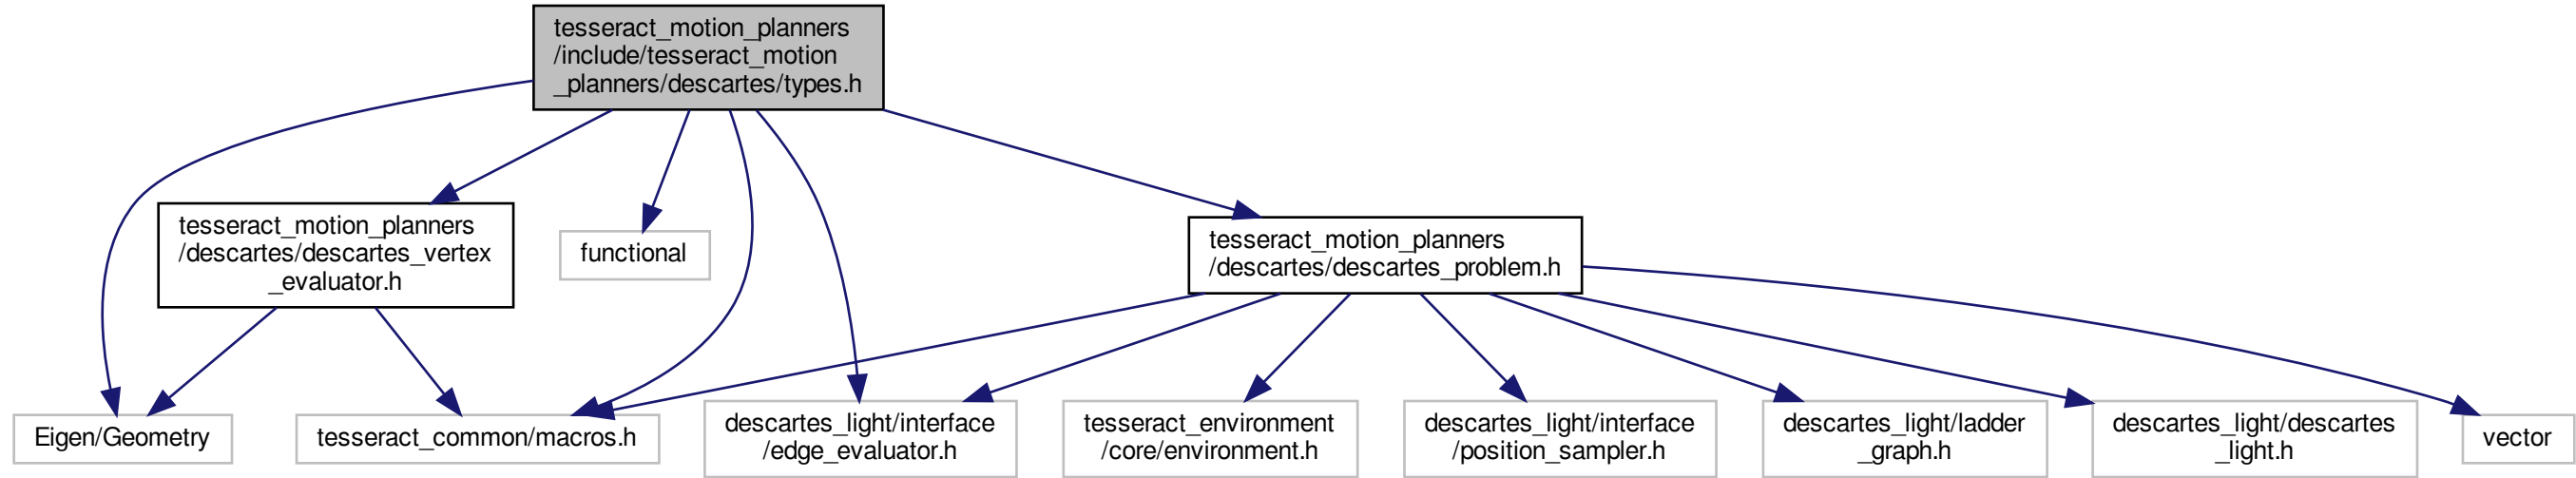 tesseract_motion_planners
/include/tesseract_motion
_planners/descartes/types.h
tesseract_motion_planners
/descartes/descartes_vertex
_evaluator.h
functional
tesseract_motion_planners
/descartes/descartes_problem.h
Eigen/Geometry
tesseract_common/macros.h
descartes_light/interface
/edge_evaluator.h
tesseract_environment
/core/environment.h
descartes_light/interface
/position_sampler.h
descartes_light/ladder
_graph.h
descartes_light/descartes
_light.h
vector